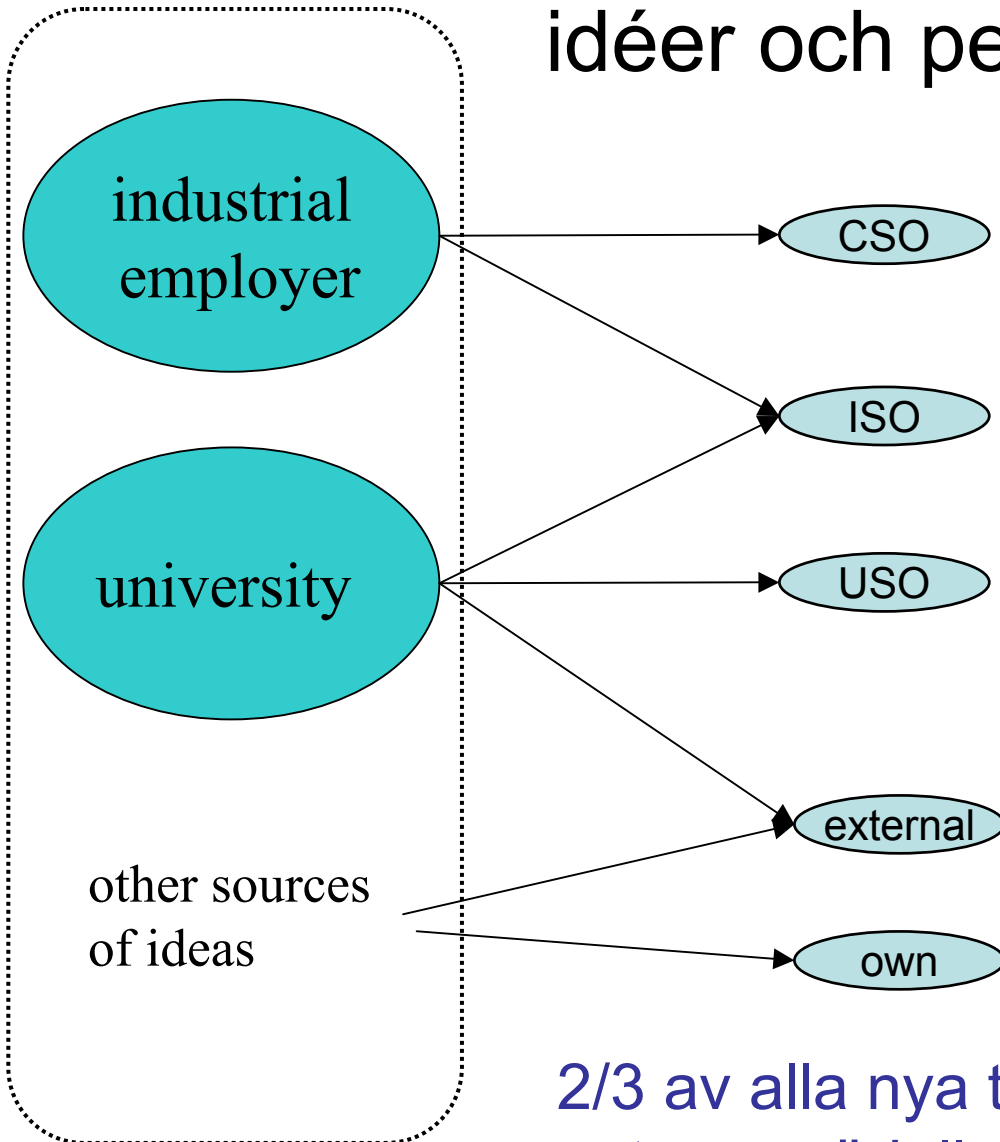 idéer och pe
industrial
employer
CSO
ISO
university
USO
external
other sources
of ideas
own
2/3 av alla nya t